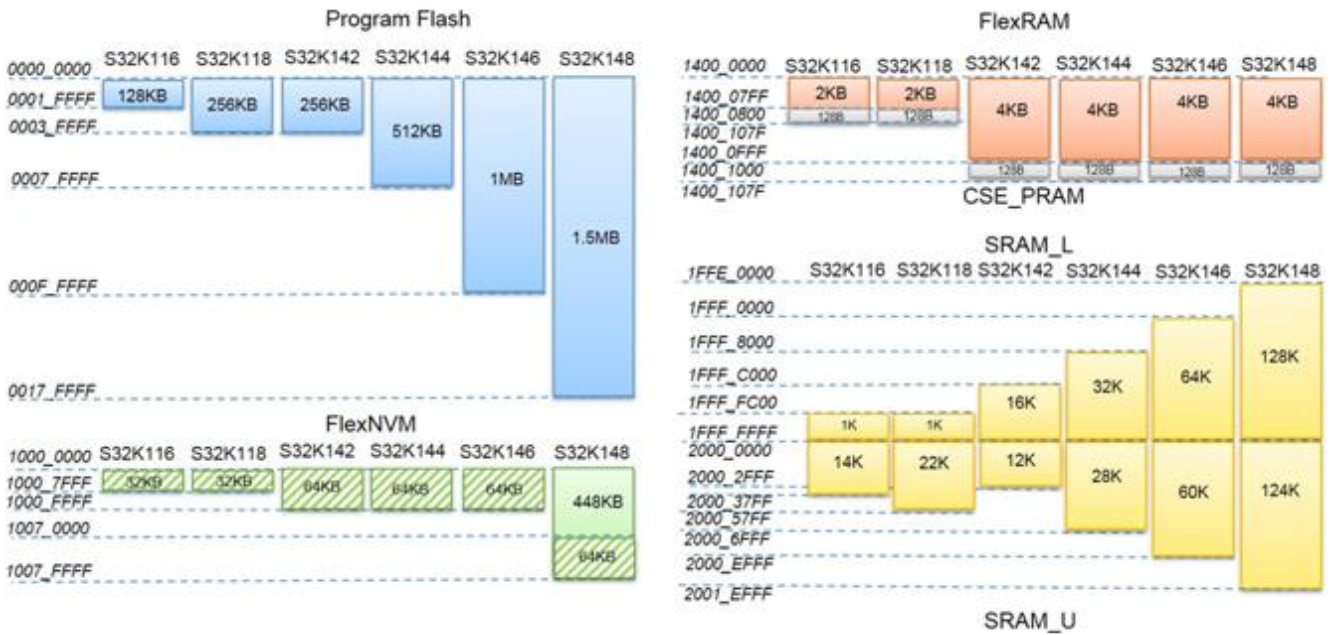 Program Flash
S32K116 S32K118 S32K142 S32K144 S32K146 S32K148
0000_0000
128KB
0001_FFFF
256KB 256KB
0003_FFFF
512KB
0007_FFFF
1MB
1.5MB
000F_FFFF
0017_FFFF
FlexNVM
1000_0000 S32K116 S32K118 S32K142 S32K144 S32K146 S32K148
1000_7FFF 32KB 32KB 64KB 64KB 64KB
1000_FFFF 448KB
1007_0000
64KB
1007_FFFF
FlexRAM
1400_0000 S32K116 S32K118 S32K142 S32K144 S32K146 S32K148
1400_07FF 2KB 2KB 4KB 4KB 4KB 4KB
1400_0800 128B 128B
1400_107F
1400_0FFF
1400_1000 128B 128B 128B 128B
1400_107F
CSE_PRAM
SRAM_L
1FFE_0000 S32K116 S32K118 S32K142 S32K144 S32K146 S32K148
1FFF_0000
1FFF_8000
128K
1FFF_C000 32K 64K
16K
1FFF_FC00
1K 1K
1FFF_FFFF
2000_0000
14K 22K 12K 28K 60K 124K
2000_2FFF
2000_37FF
2000_57FF
2000_6FFF
2000_EFFF
2001_EFFF
SRAM_U